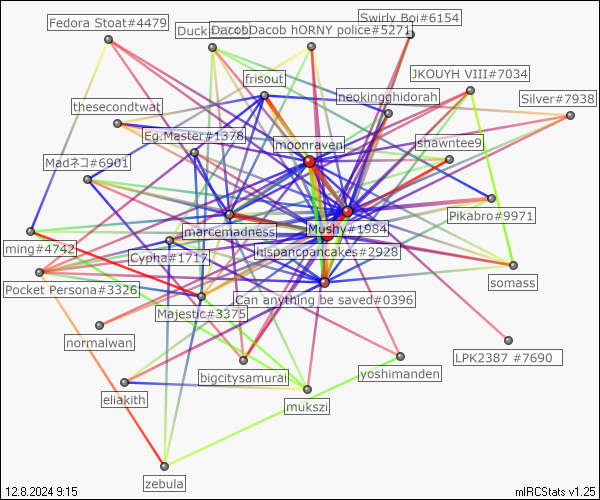 Swirly Boi#6154
Fedora Stoat#4479
Duck
DacobDacob hORNY police#5271
JKOUYH VIII#7034
frisout
neokingghidorah
Silver#7938
thesecondtwat
Eg.Master#1378
moonraven
shawntee9
Madネコ#6901
Pikabro#9971
marcemadness
Mushy#1984
ming#4742
Cypha#1717
hispancpancakes#2928
somass
Pocket Persona#3326
Can anything be saved#0396
Majestic#3375
normalwan
LPK2387 #7690
bigcitysamurai
yoshimanden
eliakith
mukszi
zebula
12.8.2024 9:15
mIRCStats v1.25